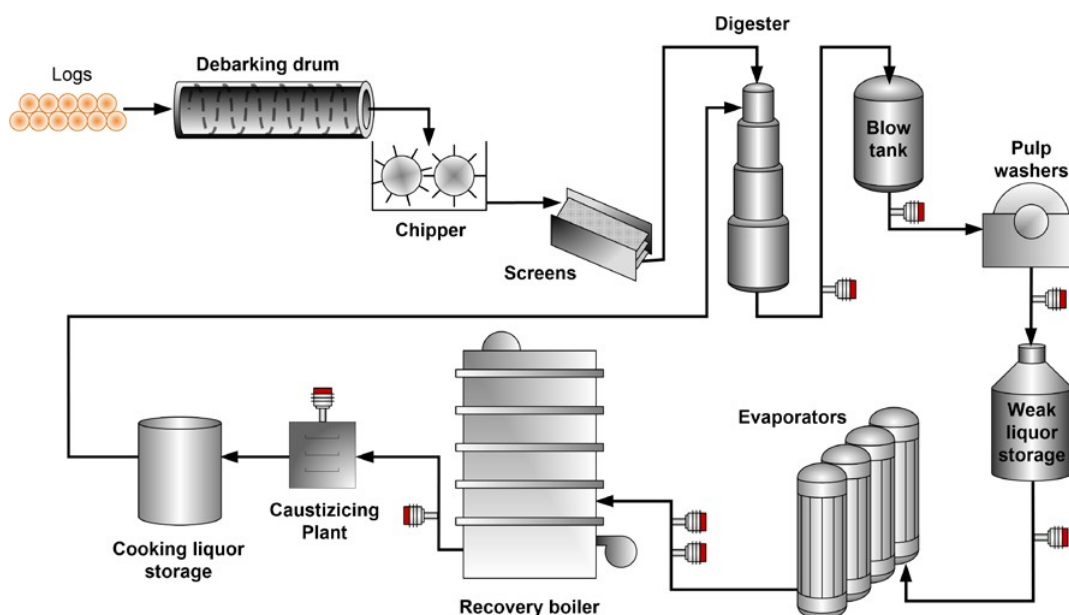 Digester
Debarking drum
Logs
Blow
tank
Pulp
washers
Chipper
Screens
Evaporators
Weak
liquor
storage
Caustizicing
Plant
Cooking liquor
storage
Recovery boiler